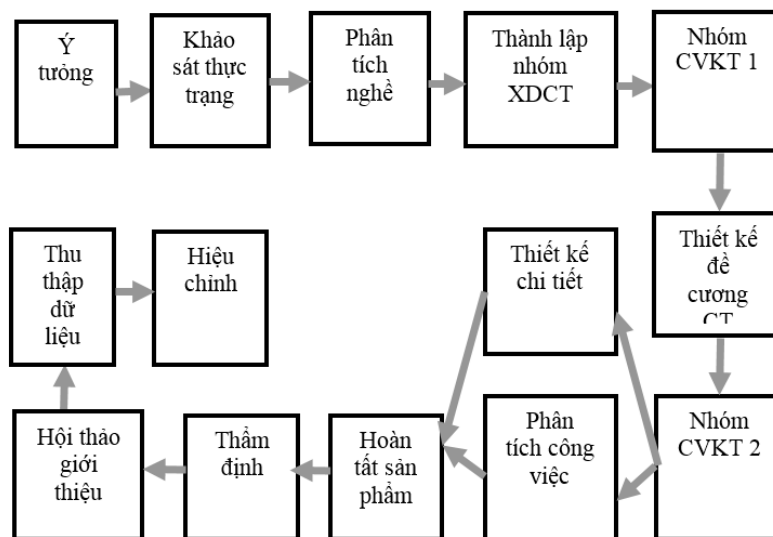 Ý
tưởng
Khảo
sát thực
trạng
Phân
tích
nghề
Thành lập
nhóm
XDCT
Nhóm
CVKT 1
Thiết kế
đề
cương
CT
Nhóm
CVKT 2
Thiết kế
chi tiết
Phân
tích công
việc
Hoàn
tất sản
phẩm
Thẩm
định
Hội thảo
giới
thiệu
Thu
thập
dữ
liệu
Hiệu
chỉnh